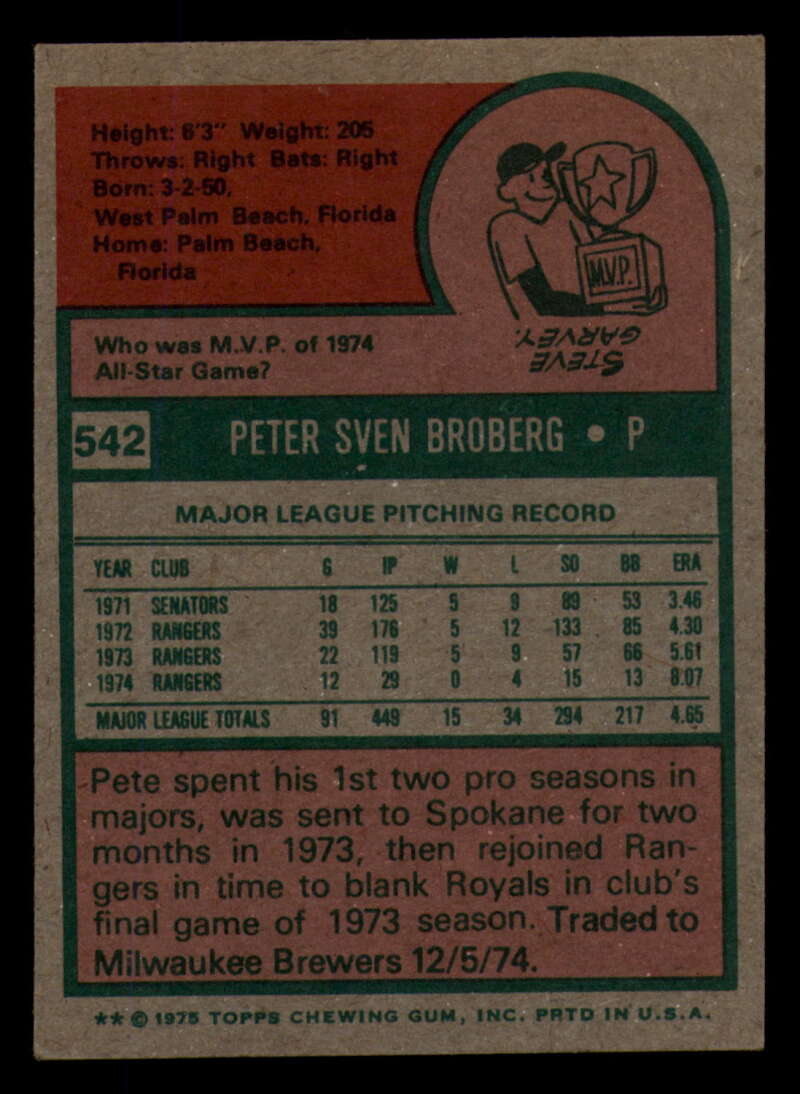 Height: 6'3" Weight: 205
Throws: Right Bats: Right
Born: 3-2-50,
West Palm Beach, Florida
Home: Palm Beach,
Florida
M.V.P.
STEVE
GARVEY.
Who was M.V.P. of 1974
All-Star Game?
542 PETER SVEN BROBERG • P
MAJOR LEAGUE PITCHING RECORD
YEAR CLUB G IP W L SO BB ERA
1971 SENATORS 18 125 5 9 89 53 3.46
1972 RANGERS 39 176 5 12 133 85 4.30
1973 RANGERS 22 119 5 9 57 66 5.61
1974 RANGERS 12 29 0 4 15 13 8.07
MAJOR LEAGUE TOTALS 91 449 15 34 294 217 4.65
Pete spent his 1st two pro seasons in
majors, was sent to Spokane for two
months in 1973, then rejoined Ran-
gers in time to blank Royals in club's
final game of 1973 season. Traded to
Milwaukee Brewers 12/5/74.
** © 1975 TOPPS CHEWING GUM, INC. PRTD IN U.S.A.